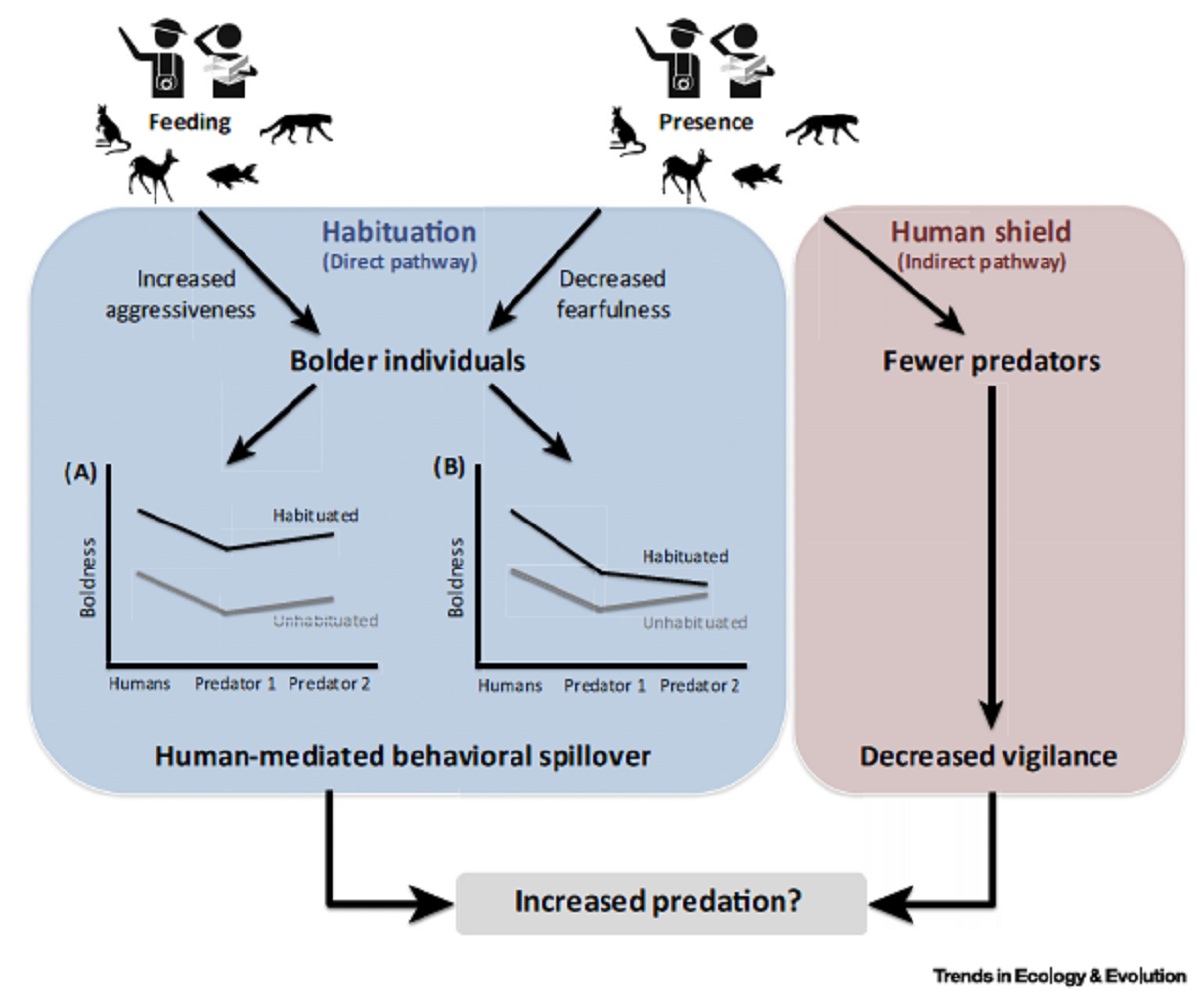 Feeding
Presence
Habituation
(Direct pathway)
Increased
aggressiveness
Decreased
fearfulness
Bolder individuals
(A)
Boldness
Habituated
Unhabituated
Humans Predator 1 Predator 2
(B)
Boldness
Habituated
Unhabituated
Humans Predator 1 Predator 2
Human-mediated behavioral spillover
Human shield
(Indirect pathway)
Fewer predators
Decreased vigilance
Increased predation?
Trends in Ecology & Evolution